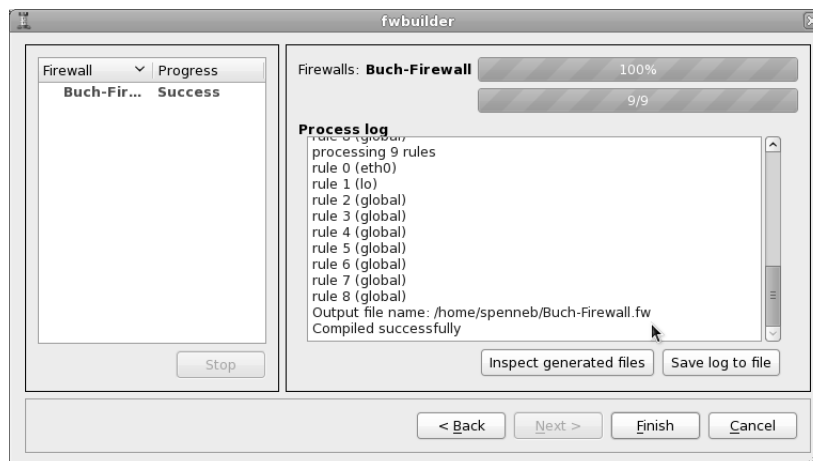 fwbuilder
Firewall Progress
Buch-Fir... Success
Stop
Firewalls: Buch-Firewall 100%
9/9
Process log
rule 8 (global)
processing 9 rules
rule 0 (eth0)
rule 1 (lo)
rule 2 (global)
rule 3 (global)
rule 4 (global)
rule 5 (global)
rule 6 (global)
rule 7 (global)
rule 8 (global)
Output file name: /home/spenneb/Buch-Firewall.fw
Compiled successfully
Inspect generated files Save log to file
< Back Next > Finish Cancel